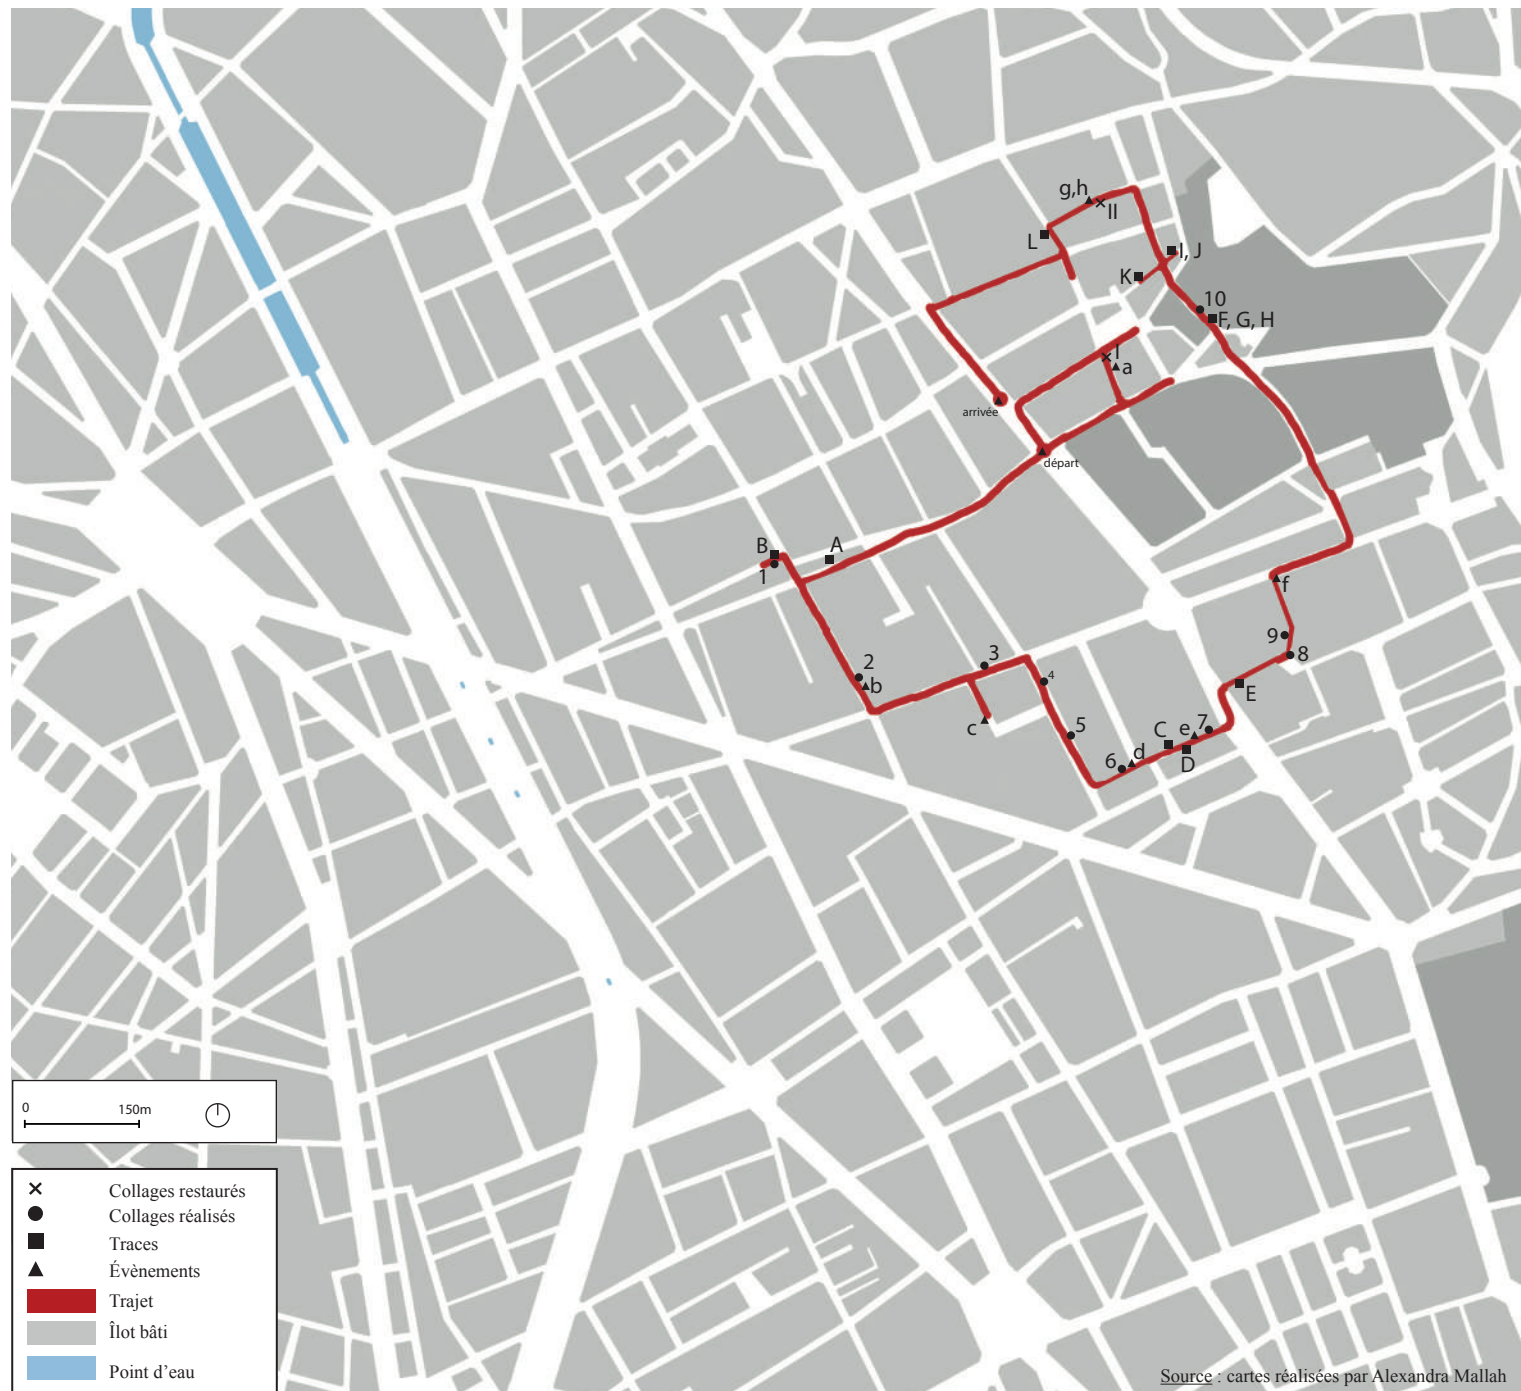 g,h
II
L
I, J
K
10
F, G, H
I
a
arrivée
départ
B
A
1
f
9
8
2
b
3
4
E
c
5
C
e
7
D
6
d
0 150m
Collages restaurés
Collages réalisés
Traces
Évènements
Trajet
Îlot bâti
Point d'eau
Source : cartes réalisées par Alexandra Mallah